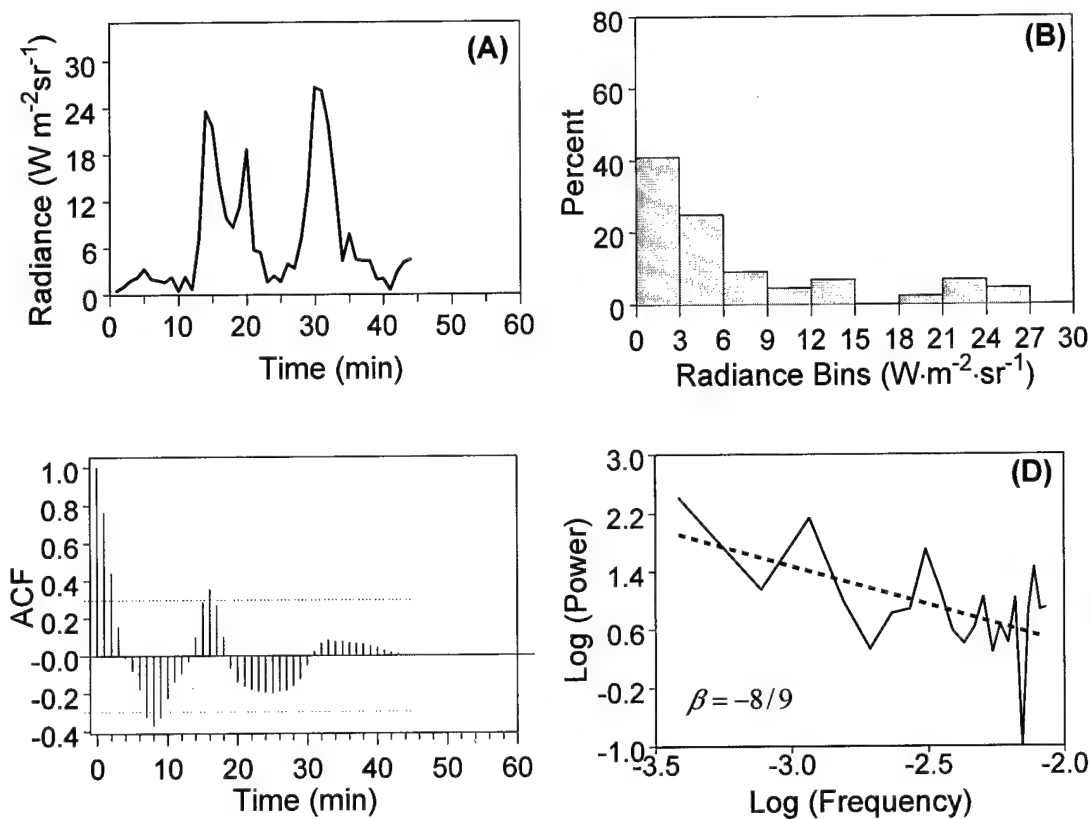 (A)
Radiance (W m⁻²sr⁻¹)
30
24
18
12
6
0
0 10 20 30 40 50 60
Time (min)
(B)
Percent
80
60
40
20
0
0 3 6 9 12 15 18 21 24 27 30
Radiance Bins (W·m⁻²·sr⁻¹)
ACF
1.0
0.8
0.6
0.4
0.2
-0.0
-0.2
-0.4
0 10 20 30 40 50 60
Time (min)
(D)
Log (Power)
3.0
2.2
1.4
0.6
-0.2
-1.0
β = -8/9
-3.5 -3.0 -2.5 -2.0
Log (Frequency)